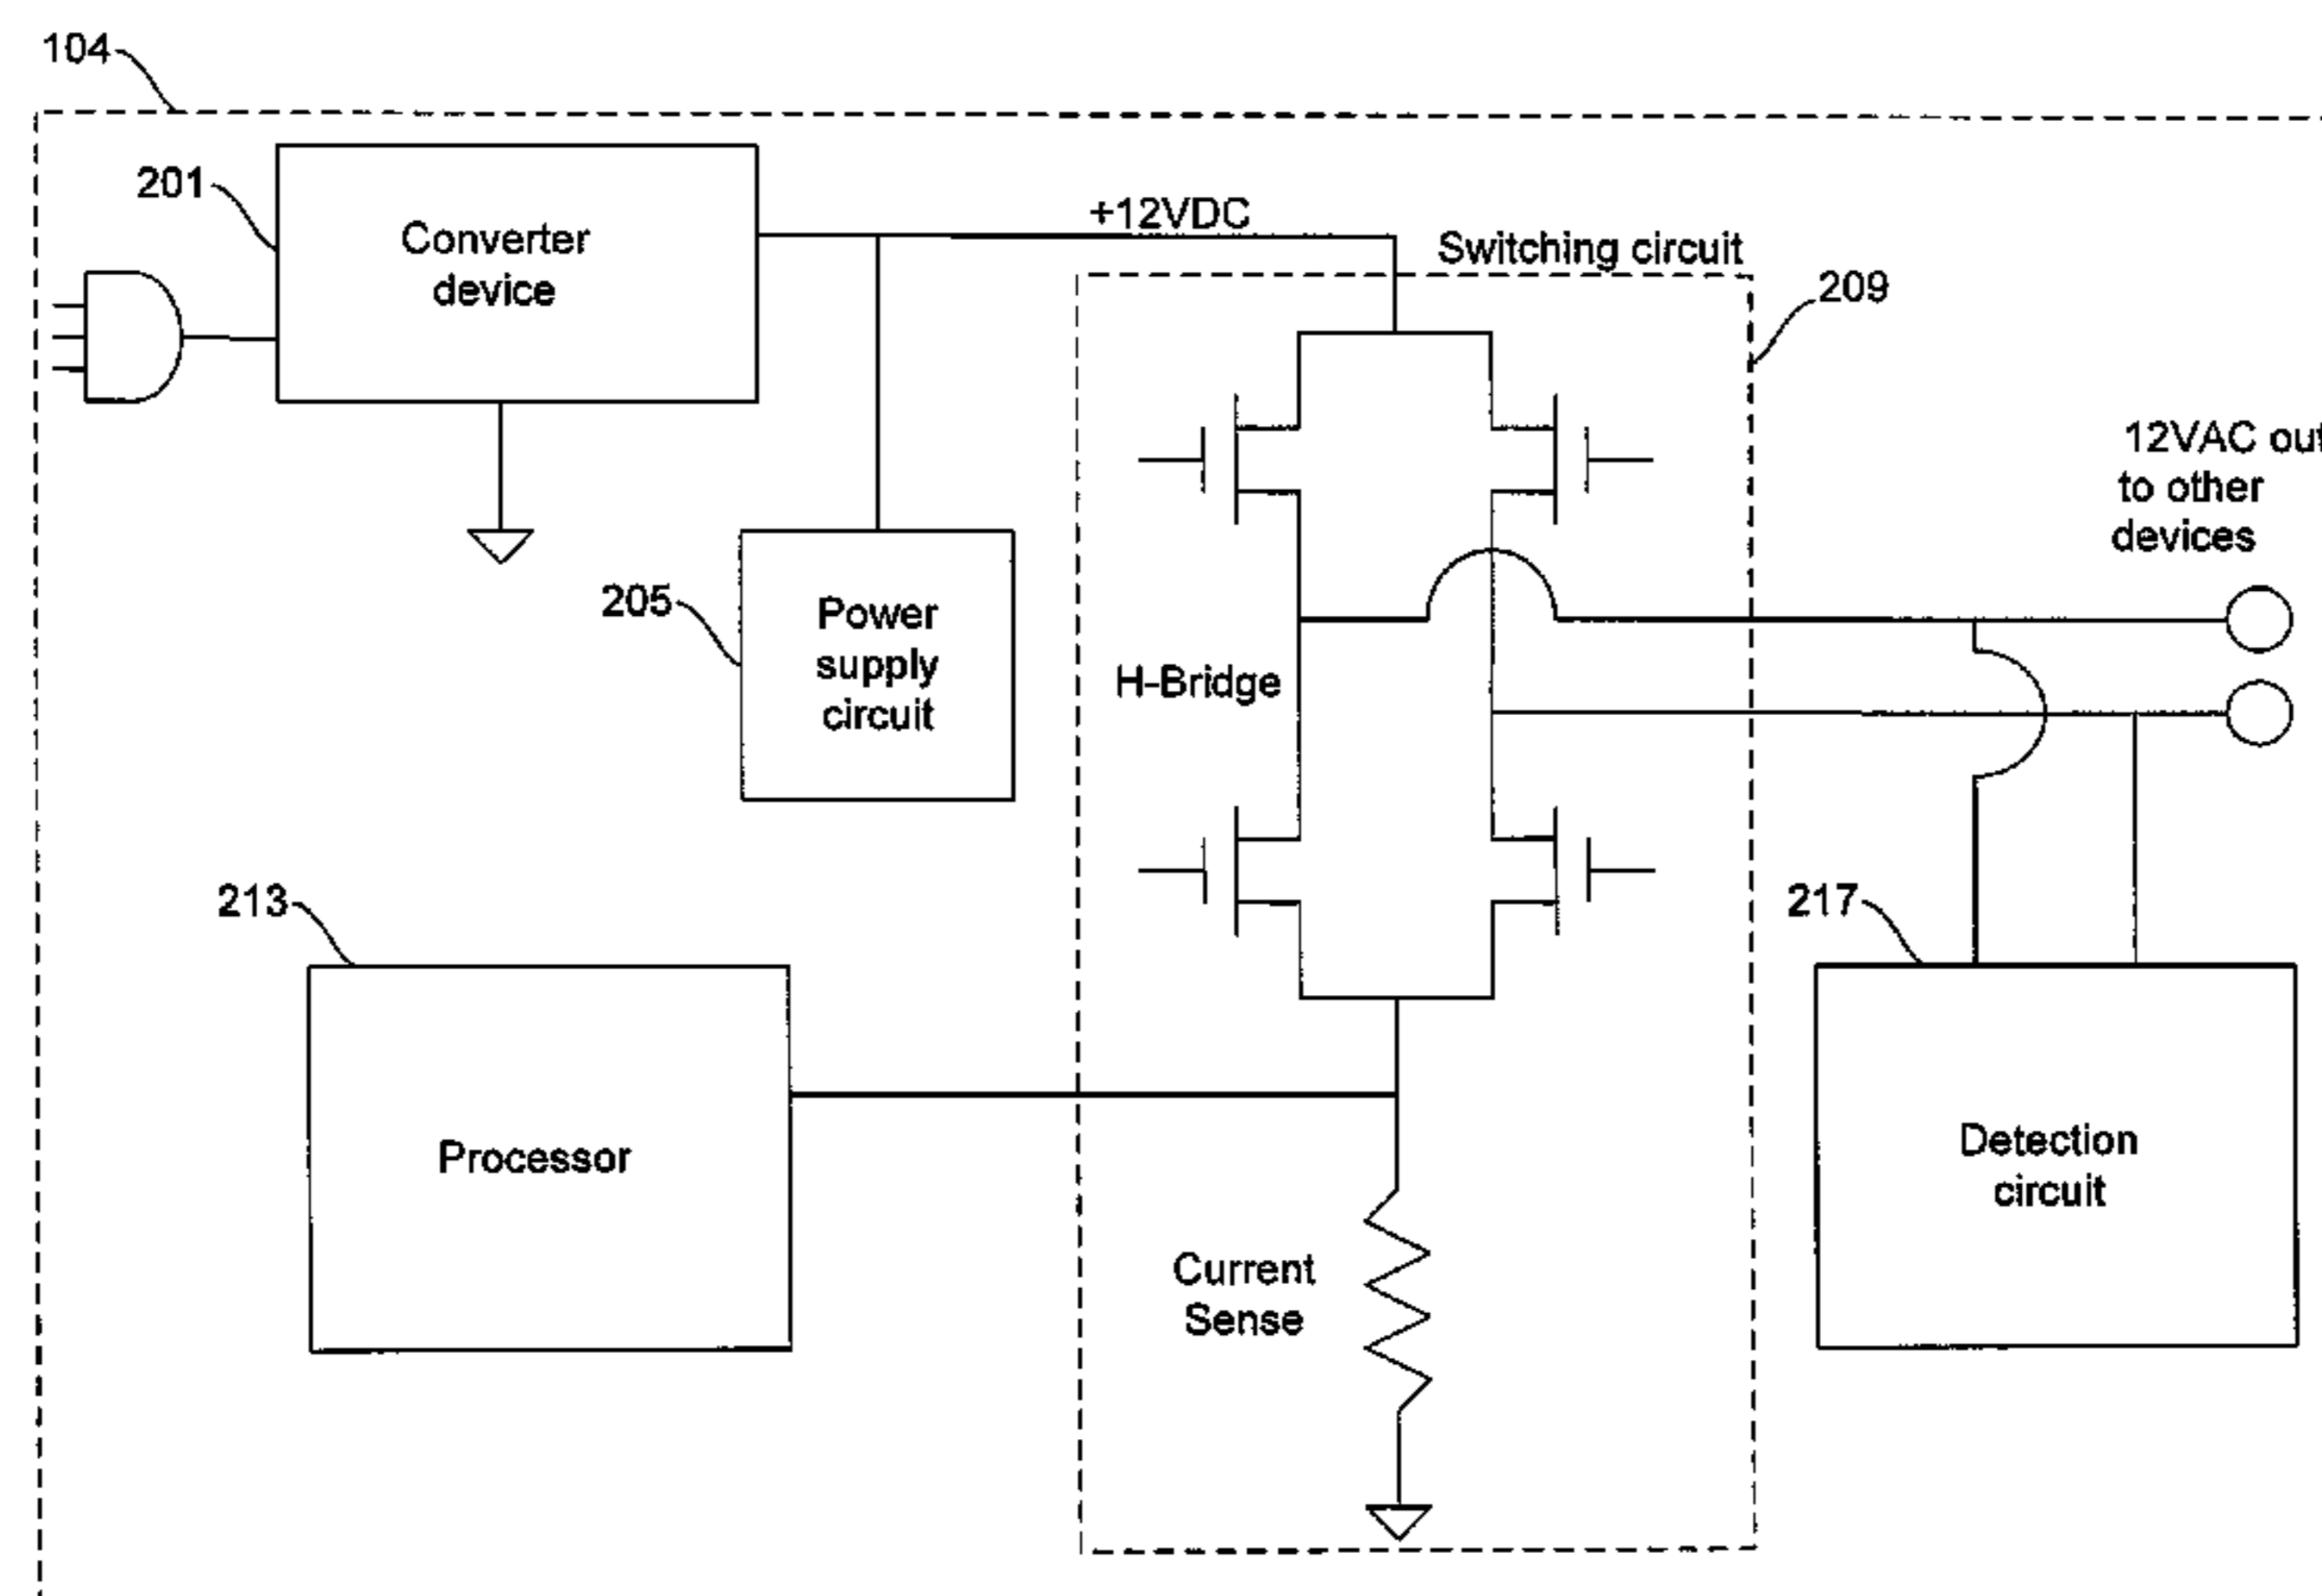 104
201
Converter
device
+12VDC
Switching circuit
209
12VAC out
to other
devices
205
Power
supply
circuit
H-Bridge
213
217
Processor
Detection
circuit
Current
Sense